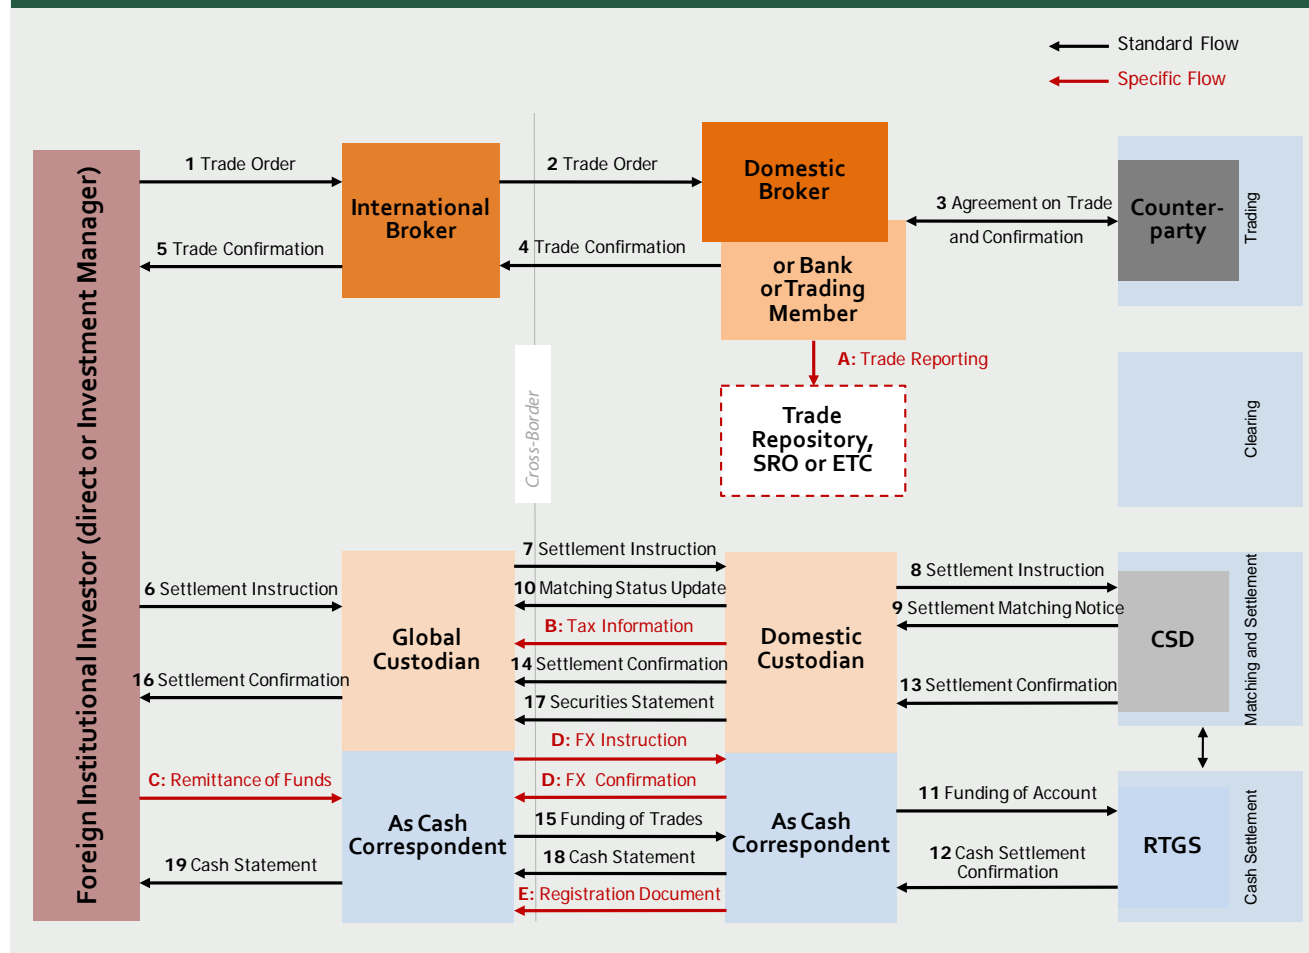 Standard Flow
Specific Flow
Foreign Institutional Investor (direct or Investment Manager)
1 Trade Order
International
Broker
2 Trade Order
Domestic
Broker
3 Agreement on Trade
and Confirmation
Counter-
party
Trading
5 Trade Confirmation
4 Trade Confirmation
or Bank
or Trading
Member
A: Trade Reporting
Cross-Border
Trade
Repository,
SRO or ETC
Clearing
6 Settlement Instruction
16 Settlement Confirmation
Global
Custodian
7 Settlement Instruction
10 Matching Status Update
B: Tax Information
14 Settlement Confirmation
17 Securities Statement
Domestic
Custodian
8 Settlement Instruction
9 Settlement Matching Notice
13 Settlement Confirmation
CSD
Matching and Settlement
C: Remittance of Funds
19 Cash Statement
As Cash
Correspondent
D: FX Instruction
D: FX Confirmation
15 Funding of Trades
18 Cash Statement
E: Registration Document
As Cash
Correspondent
11 Funding of Account
12 Cash Settlement
Confirmation
RTGS
Cash Settlement